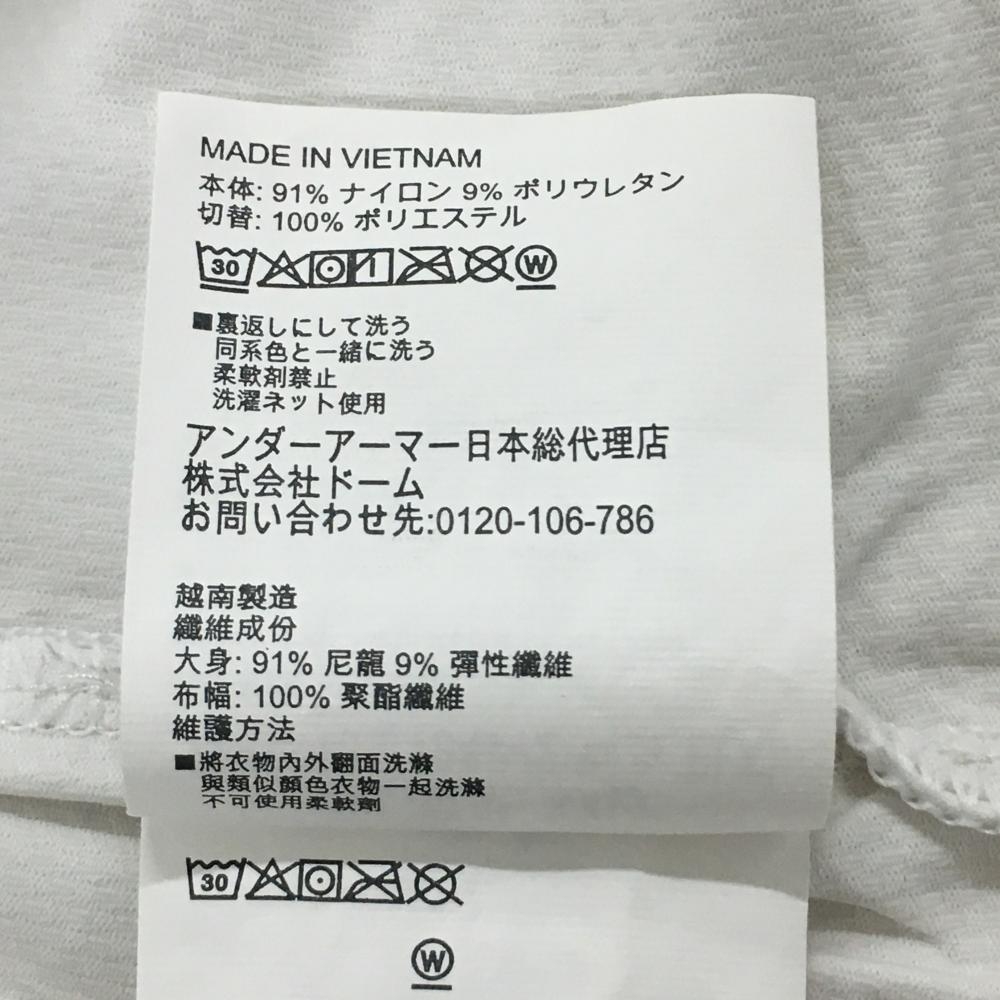 MADE IN VIETNAM
本体: 91% ナイロン 9% ポリウレタン
切替: 100% ポリエステル
30 W
■裏返しにして洗う
同系色と一緒に洗う
柔軟剤禁止
洗濯ネット使用
アンダーアーマー日本総代理店
株式会社ドーム
お問い合わせ先:0120-106-786
越南製造
纖維成份
大身: 91% 尼龍 9% 彈性纖維
布幅: 100% 聚酯纖維
維護方法
■將衣物內外翻面洗滌
與類似顏色衣物一起洗滌
不可使用柔軟劑
30
W